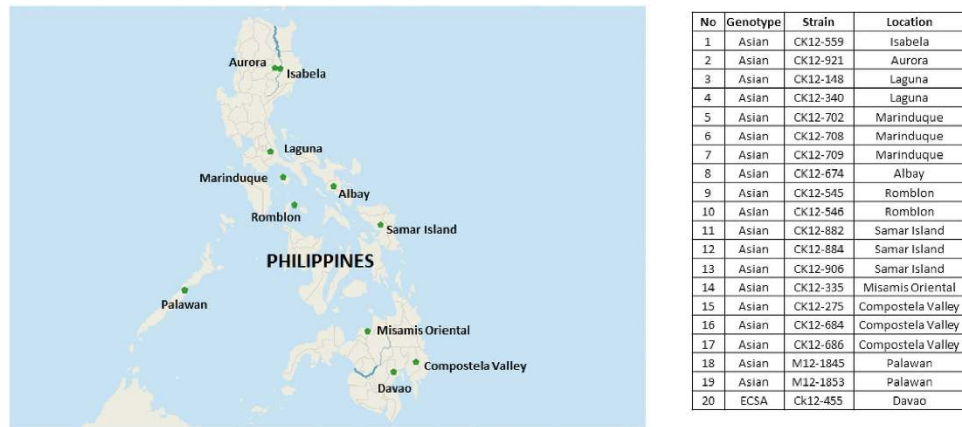 Aurora
Isabela
Laguna
Marinduque
Albay
Romblon
Samar Island
PHILIPPINES
Palawan
Misamis Oriental
Compostela Valley
Davao
No Genotype Strain Location
1 Asian CK12-559 Isabela
2 Asian CK12-921 Aurora
3 Asian CK12-148 Laguna
4 Asian CK12-340 Laguna
5 Asian CK12-702 Marinduque
6 Asian CK12-708 Marinduque
7 Asian CK12-709 Marinduque
8 Asian CK12-674 Albay
9 Asian CK12-545 Romblon
10 Asian CK12-546 Romblon
11 Asian CK12-882 Samar Island
12 Asian CK12-884 Samar Island
13 Asian CK12-906 Samar Island
14 Asian CK12-335 Misamis Oriental
15 Asian CK12-275 Compostela Valley
16 Asian CK12-684 Compostela Valley
17 Asian CK12-686 Compostela Valley
18 Asian M12-1845 Palawan
19 Asian M12-1853 Palawan
20 ECSA Ck12-455 Davao